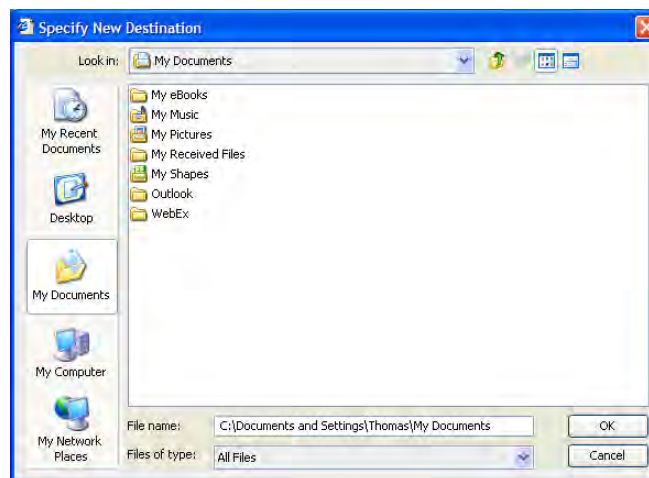 Specify New Destination
Look in: My Documents
My Recent
Documents
Desktop
My Documents
My Computer
My Network
Places
My eBooks
My Music
My Pictures
My Received Files
My Shapes
Outlook
WebEx
File name: C:\Documents and Settings\Thomas\My Documents OK
Files of type: All Files Cancel